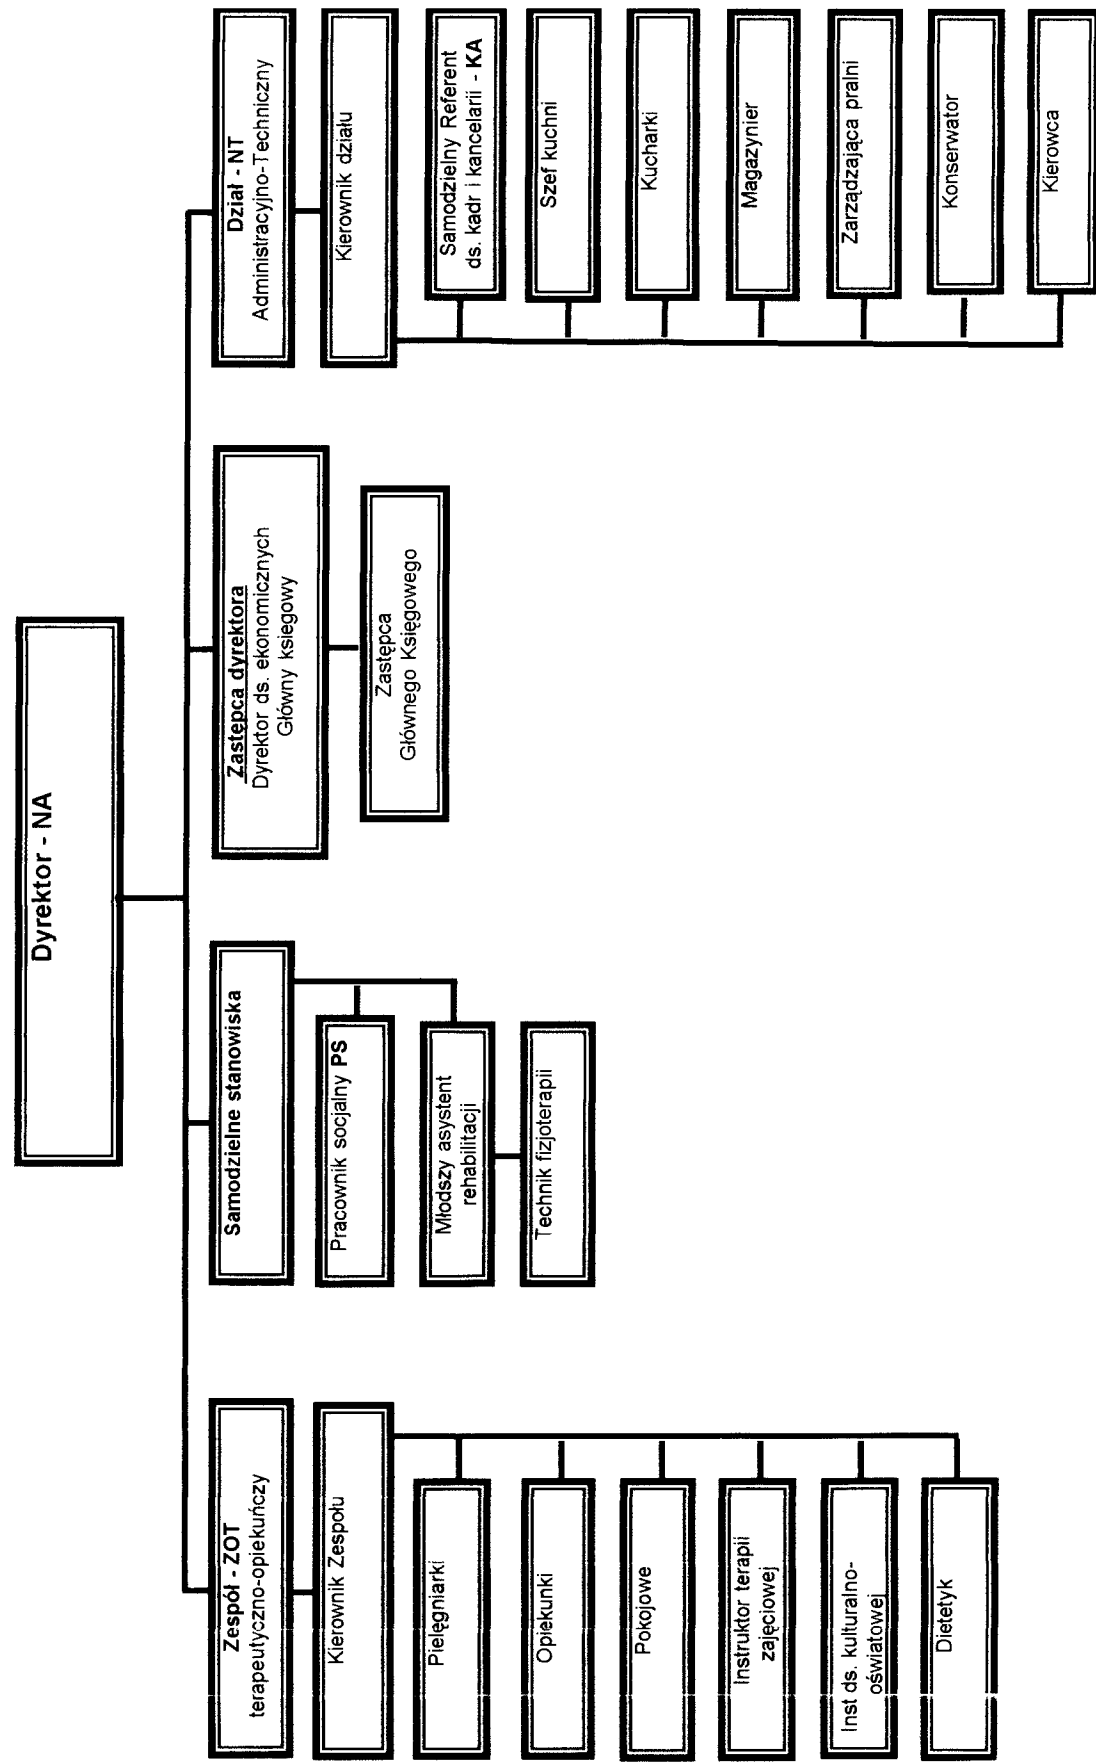 Dyrektor - NA
Zespół - ZOT
terapeutyczno-opiekuńczy
Kierownik Zespołu
Pielęgniarki
Opiekunki
Pokojowe
Instruktor terapii
zajęciowej
Inst ds. kulturalno-
oświatowej
Dietetyk
Samodzielne stanowiska
Pracownik socjalny PS
Młodszy asystent
rehabilitacji
Technik fizjoterapii
Zastępca dyrektora
Dyrektor ds. ekonomicznych
Główny ksiegowy
Zastępca
Głównego Księgowego
Dział - NT
Administracyjno-Techniczny
Kierownik działu
Samodzielny Referent
ds. kadr i kancelarii - KA
Szef kuchni
Kucharki
Magazynier
Zarządzająca pralni
Konserwator
Kierowca